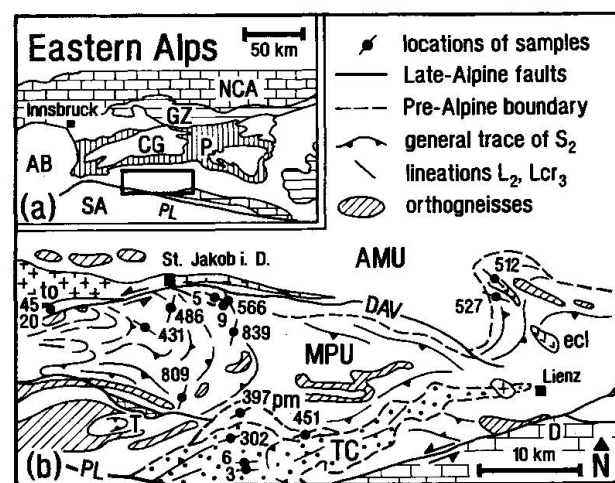 Eastern Alps
50 km
NCA
Innsbruck
GZ
CG
P
AB
(a)
SA
PL
locations of samples
Late-Alpine faults
Pre-Alpine boundary
general trace of S2
lineations L2, Lcr3
orthogneisses
St. Jakob i. D.
AMU
512
to
45
20
5
566
486
9
DAV
527
431
839
ecl
MPU
809
Lienz
397
pm
T
451
302
TC
D
6
3
(b)
PL
10 km
N